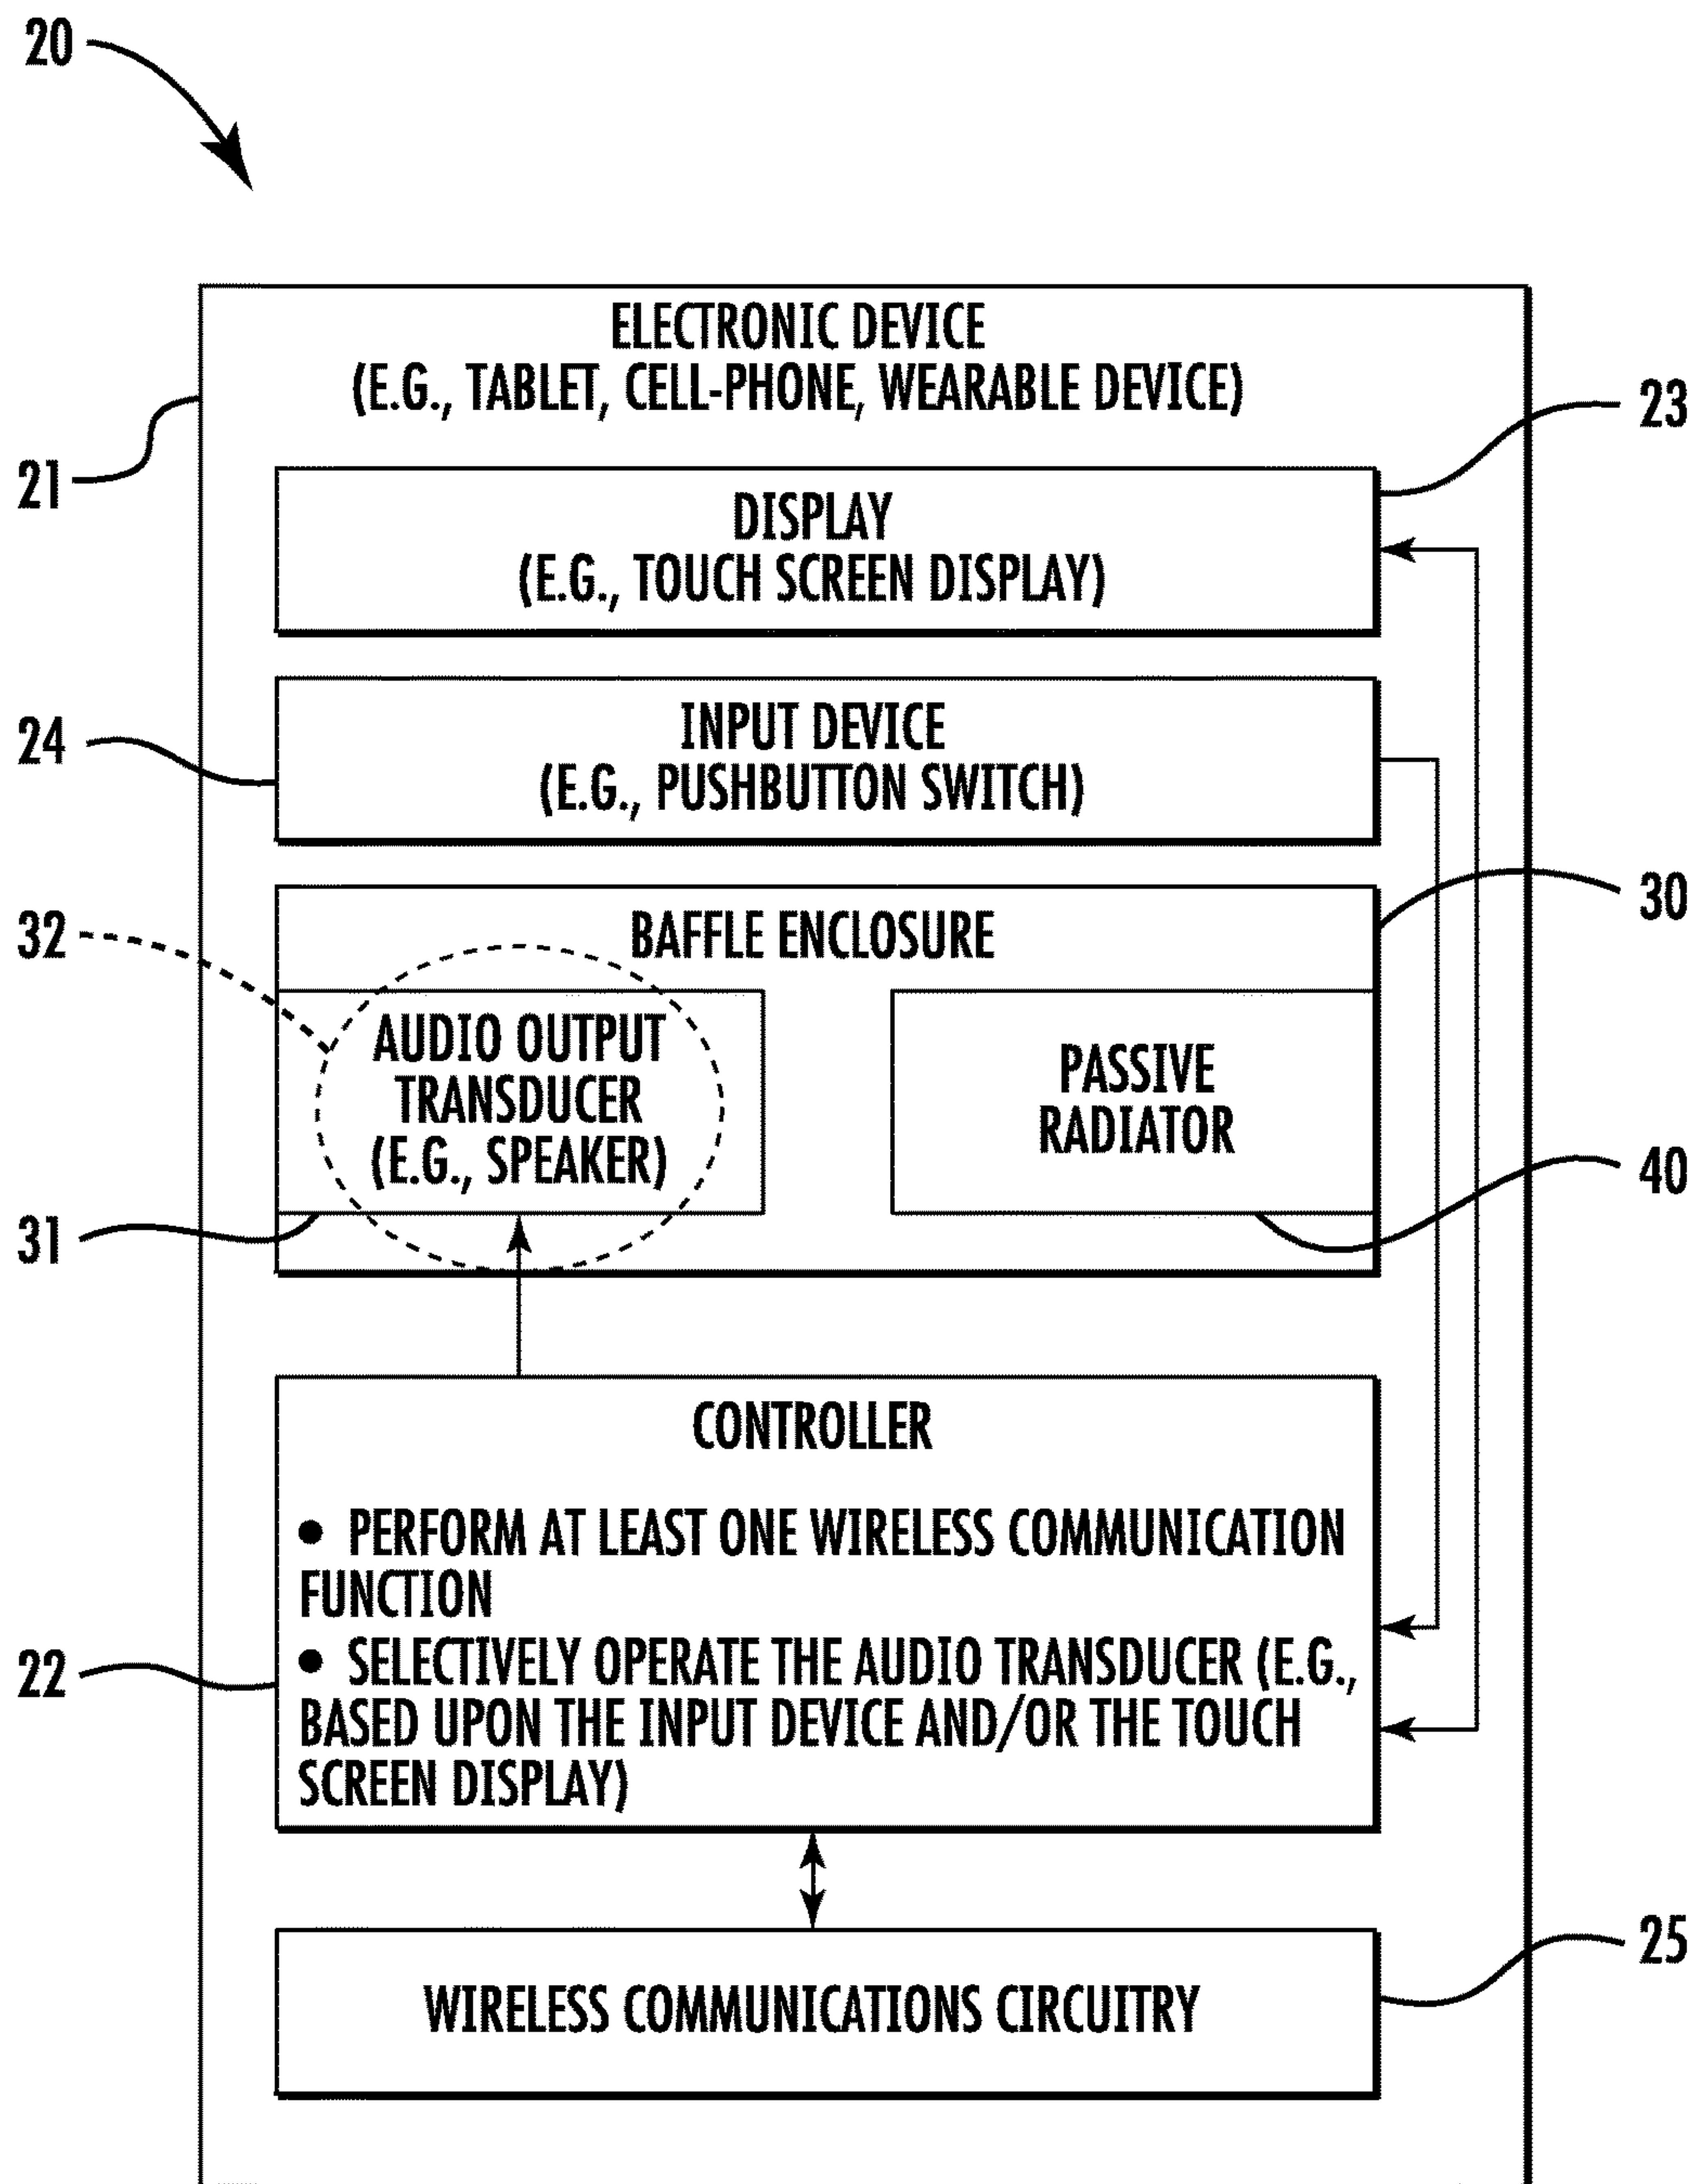 20
ELECTRONIC DEVICE
(E.G., TABLET, CELL-PHONE, WEARABLE DEVICE)
23
21
DISPLAY
(E.G., TOUCH SCREEN DISPLAY)
24
INPUT DEVICE
(E.G., PUSHBUTTON SWITCH)
30
32
BAFFLE ENCLOSURE
AUDIO OUTPUT
TRANSDUCER
(E.G., SPEAKER)
PASSIVE
RADIATOR
31
40
CONTROLLER
● PERFORM AT LEAST ONE WIRELESS COMMUNICATION
FUNCTION
● SELECTIVELY OPERATE THE AUDIO TRANSDUCER (E.G.,
BASED UPON THE INPUT DEVICE AND/OR THE TOUCH
SCREEN DISPLAY)
22
25
WIRELESS COMMUNICATIONS CIRCUITRY